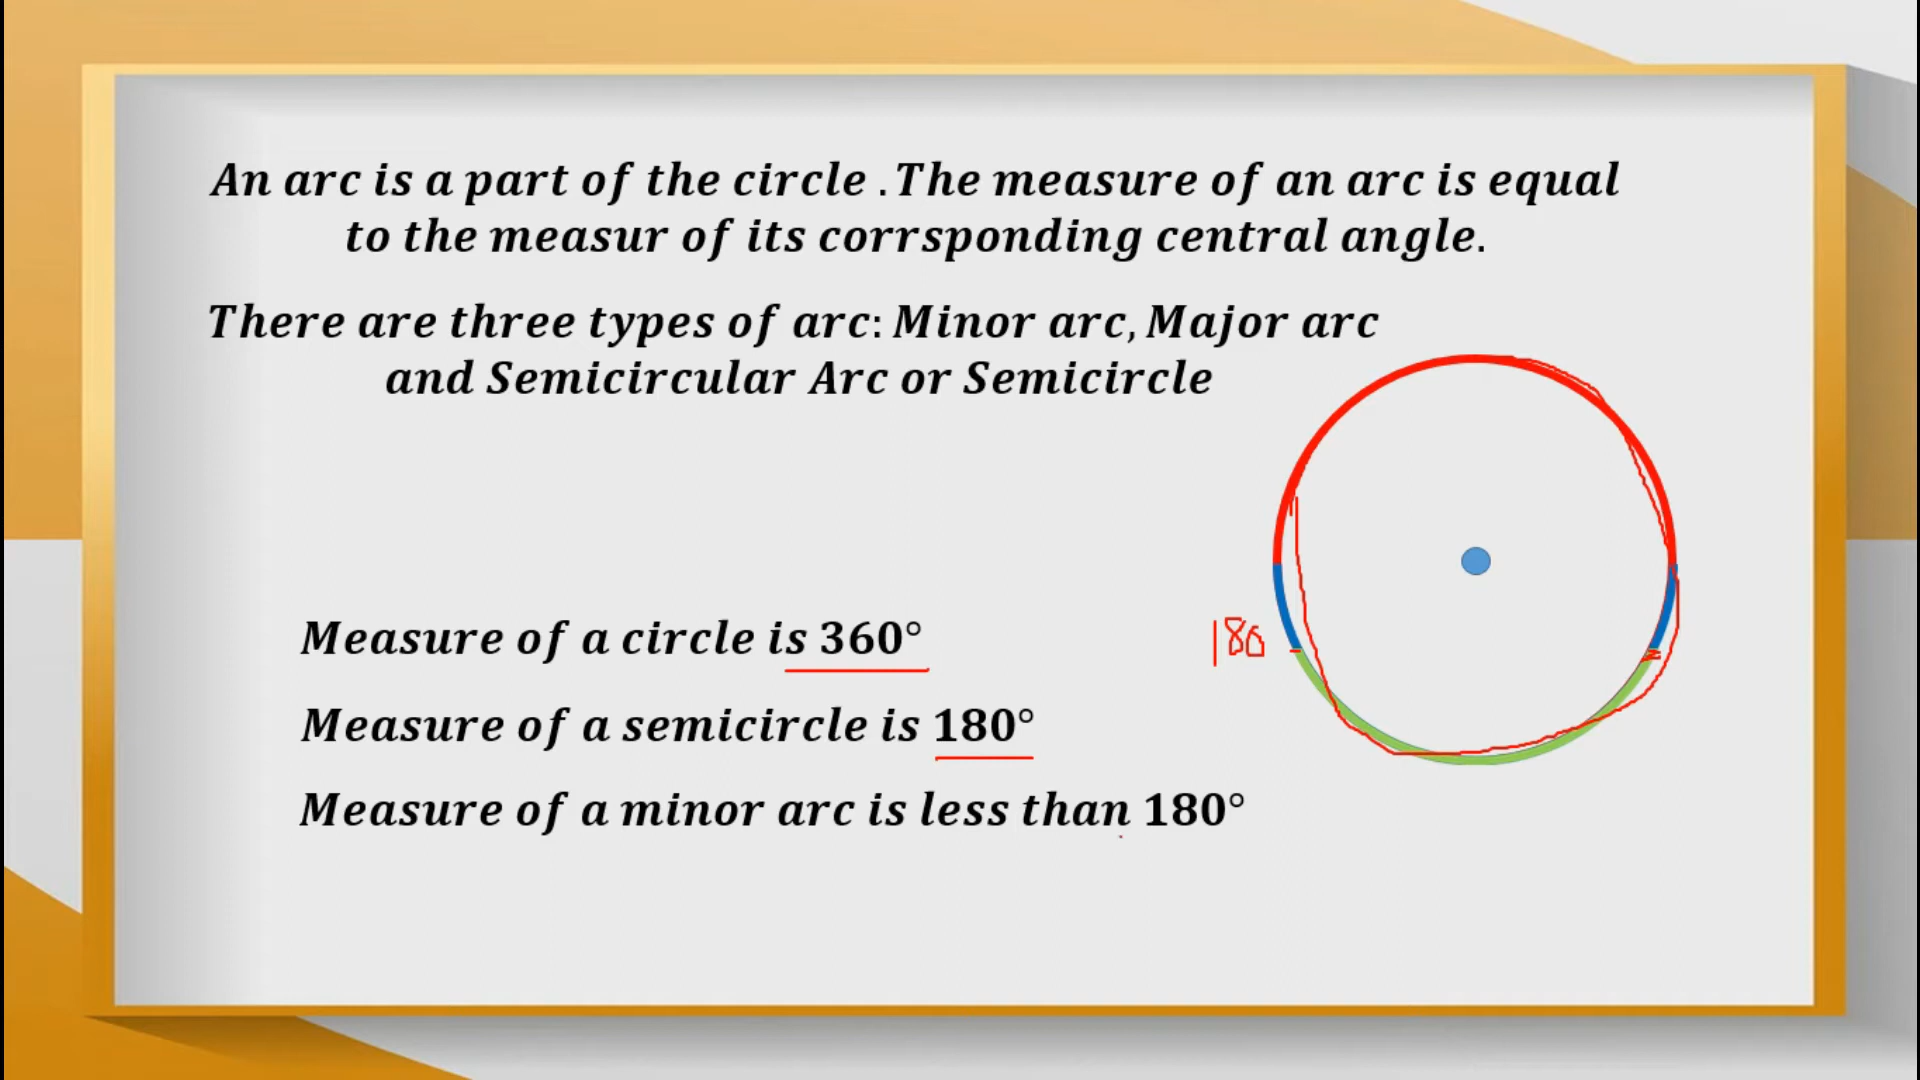 An arc is a part of the circle . The measure of an arc is equal
to the measur of its corrsponding central angle.
There are three types of arc: Minor arc, Major arc
and Semicircular Arc or Semicircle
Measure of a circle is 360°
180
Measure of a semicircle is 180°
Measure of a minor arc is less than 180°